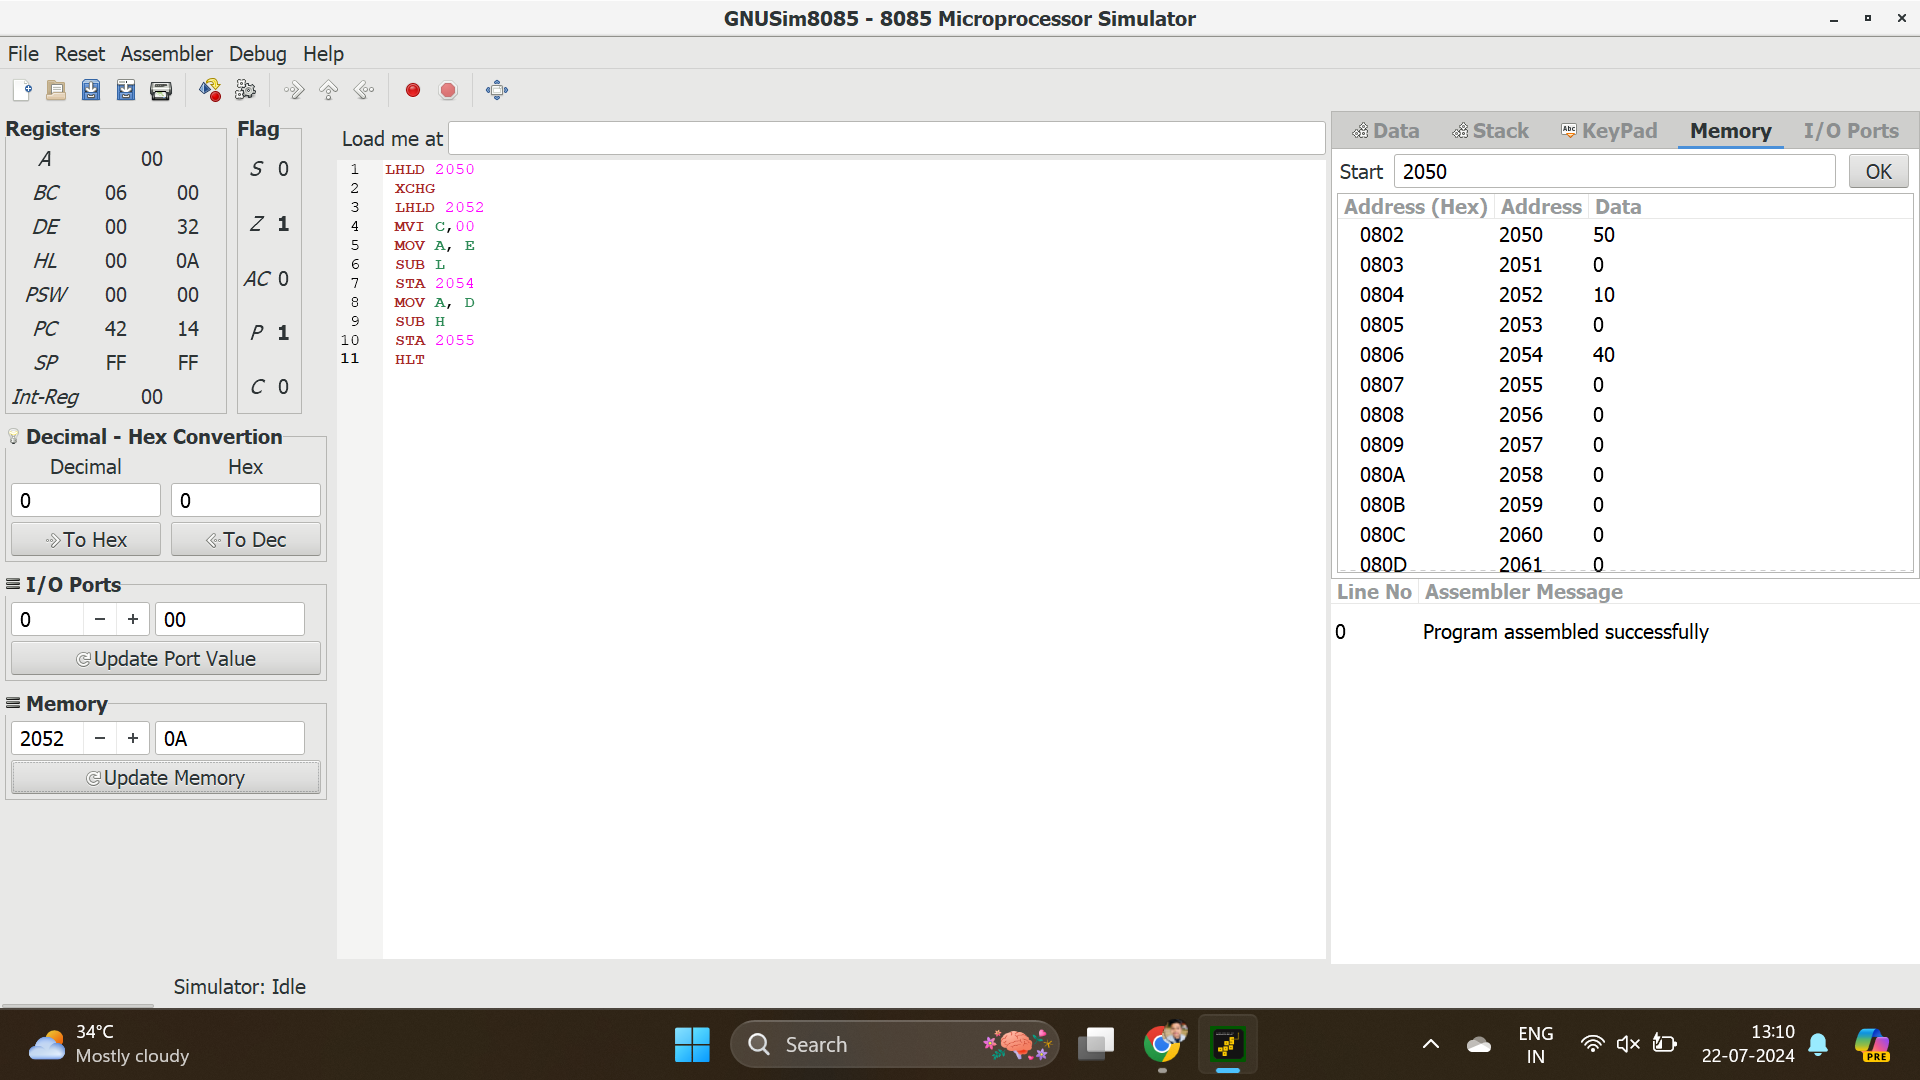 GNUSim8085 - 8085 Microprocessor Simulator
File Reset Assembler Debug Help
Registers
A 00
BC 06 00
DE 00 32
HL 00 0A
PSW 00 00
PC 42 14
SP FF FF
Int-Reg 00
Flag
S 0
Z 1
AC 0
P 1
C 0
Decimal - Hex Convertion
Decimal Hex
0 0
To Hex To Dec
I/O Ports
0 − + 00
Update Port Value
Memory
2052 − + 0A
Update Memory
Simulator: Idle
Load me at
1 LHLD 2050
2 XCHG
3 LHLD 2052
4 MVI C,00
5 MOV A, E
6 SUB L
7 STA 2054
8 MOV A, D
9 SUB H
10 STA 2055
11 HLT
Data Stack Abc KeyPad Memory I/O Ports
Start 2050 OK
Address (Hex) Address Data
0802 2050 50
0803 2051 0
0804 2052 10
0805 2053 0
0806 2054 40
0807 2055 0
0808 2056 0
0809 2057 0
080A 2058 0
080B 2059 0
080C 2060 0
080D 2061 0
Line No Assembler Message
0 Program assembled successfully
34°C
Mostly cloudy
Search
ENG
IN
13:10
22-07-2024
PRE